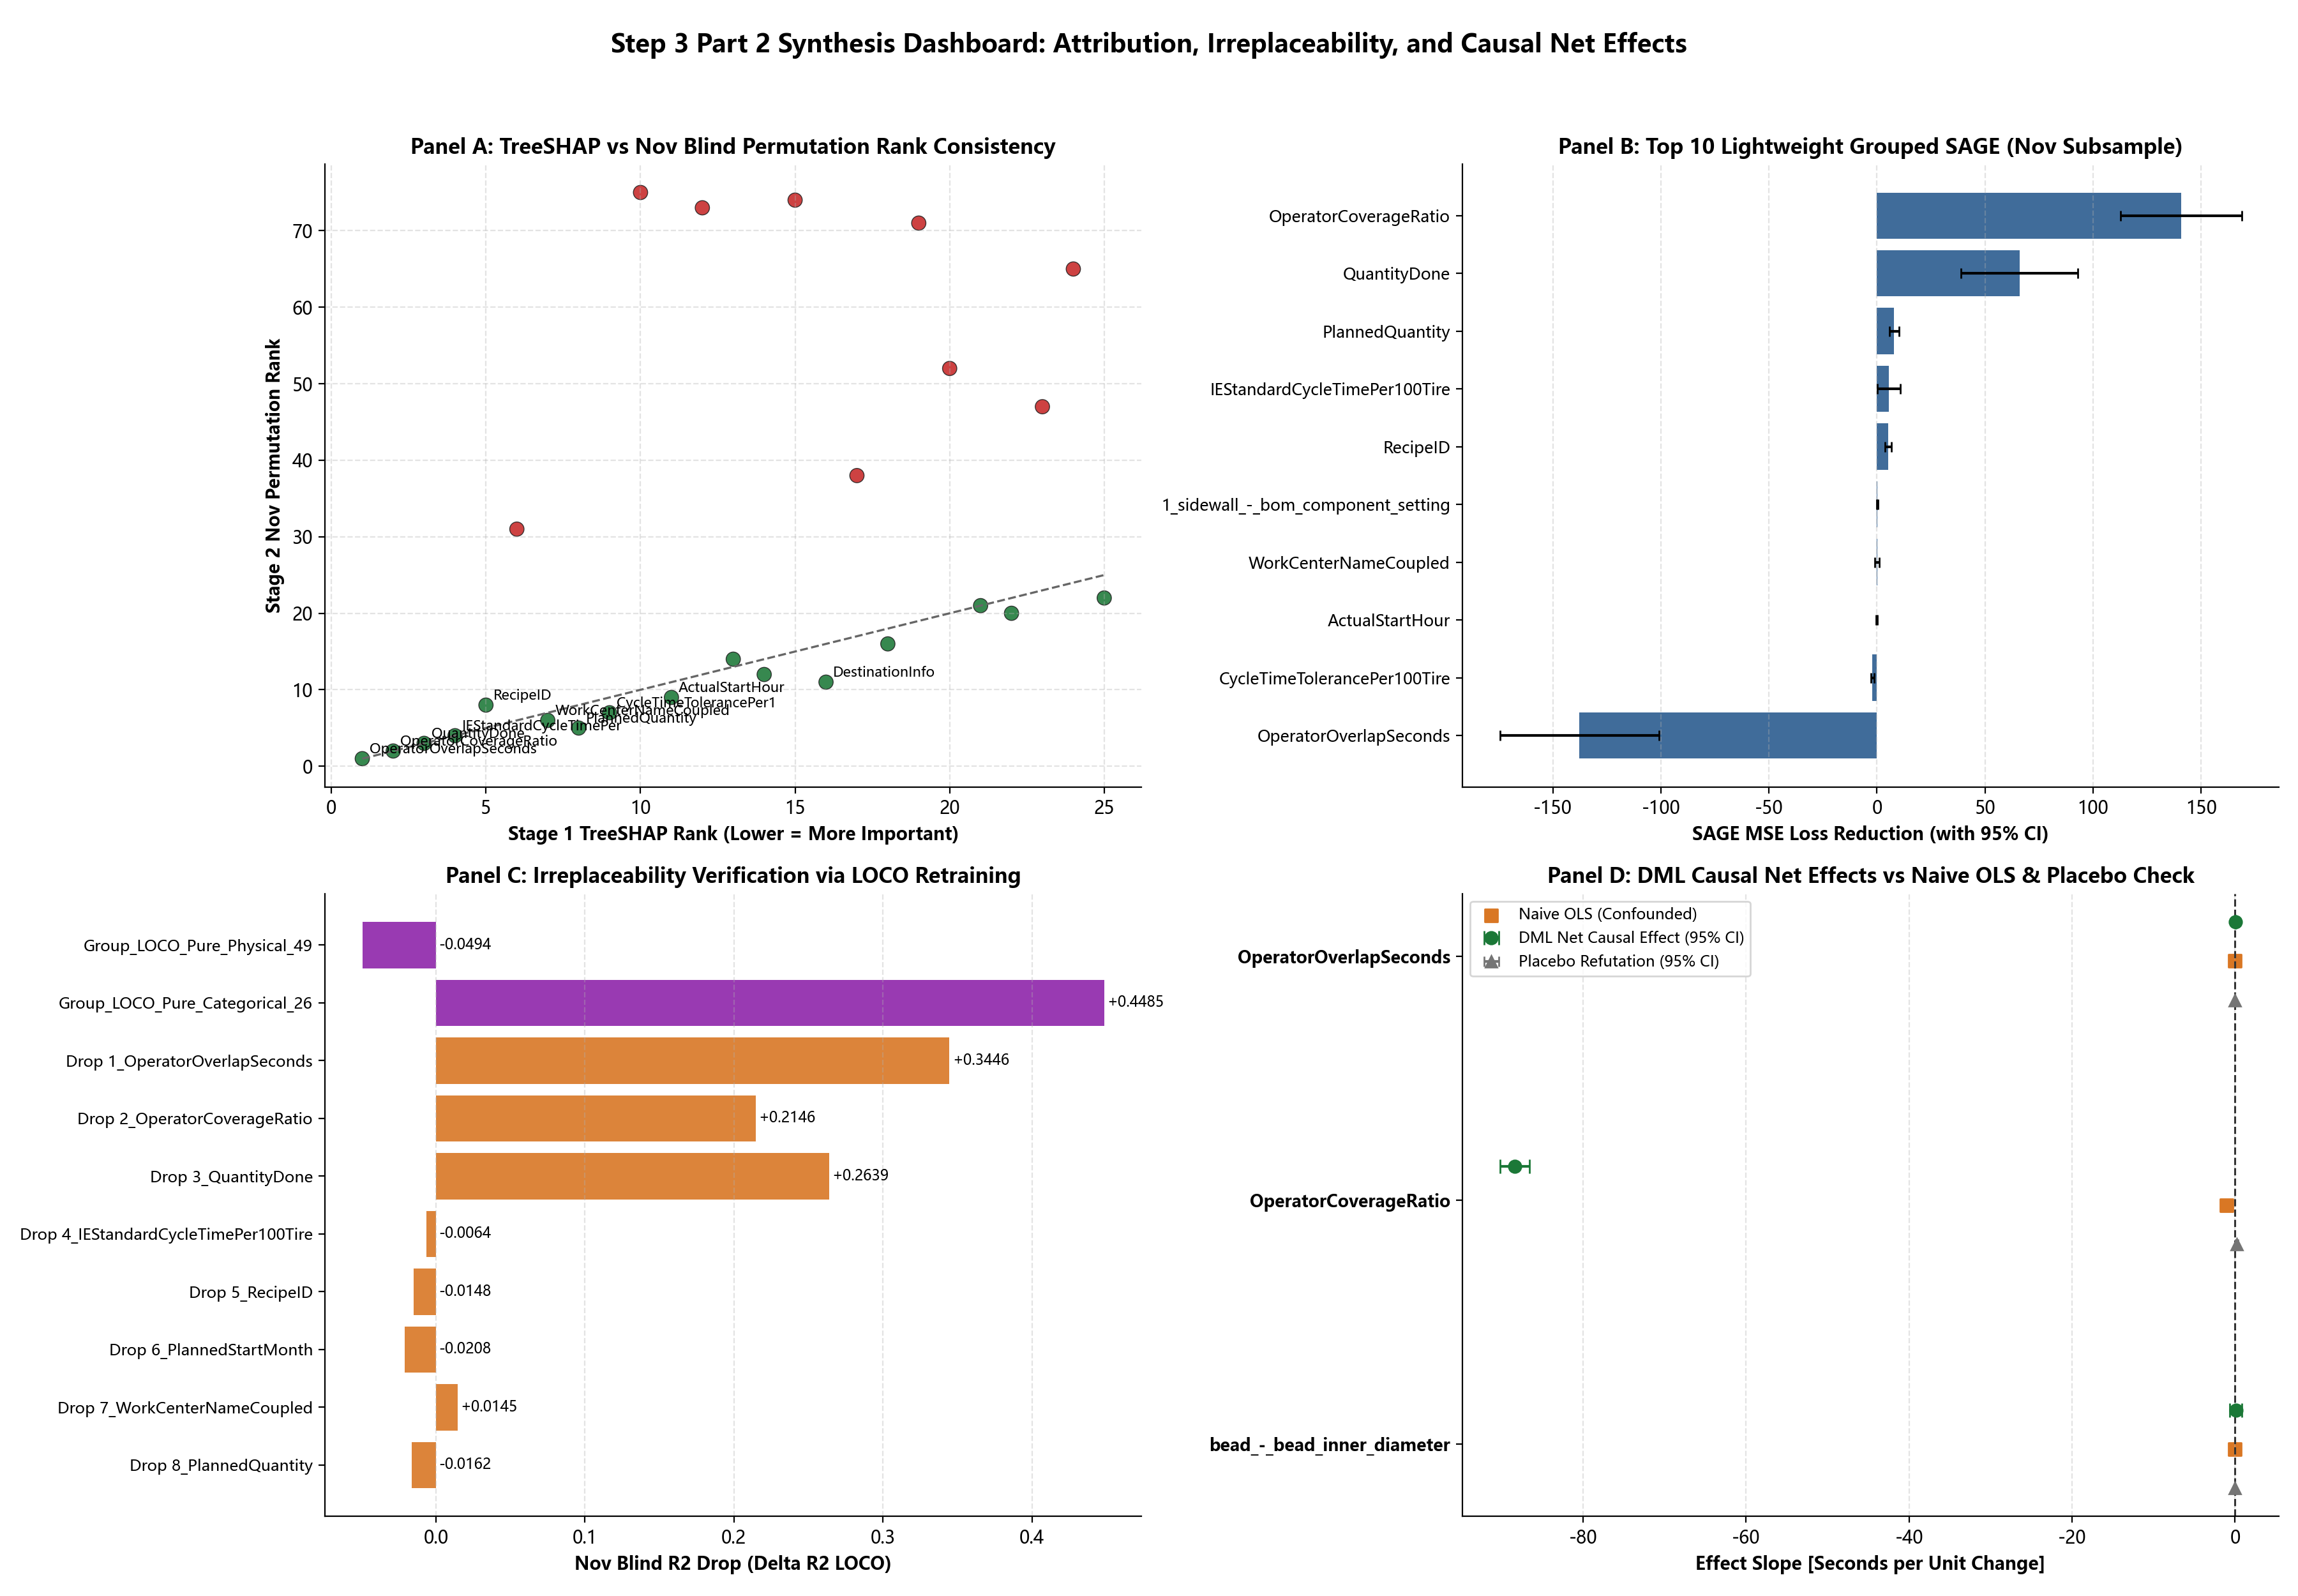 Step 3 Part 2 Synthesis Dashboard: Attribution, Irreplaceability, and Causal Net Effects
Panel A: TreeSHAP vs Nov Blind Permutation Rank Consistency
Stage 2 Nov Permutation Rank
70
60
50
40
30
20
10
0
RecipeID
DestinationInfo
ActualStartHour
CycleTimeTolerancePer1
WorkCenterNameCoupled
PlannedQuantity
IEStandardCycleTimePer
QuantityDone
OperatorCoverageRatio
OperatorOverlapSeconds
0 5 10 15 20 25
Stage 1 TreeSHAP Rank (Lower = More Important)
Panel B: Top 10 Lightweight Grouped SAGE (Nov Subsample)
OperatorCoverageRatio
QuantityDone
PlannedQuantity
IEStandardCycleTimePer100Tire
RecipeID
1_sidewall_-_bom_component_setting
WorkCenterNameCoupled
ActualStartHour
CycleTimeTolerancePer100Tire
OperatorOverlapSeconds
-150 -100 -50 0 50 100 150
SAGE MSE Loss Reduction (with 95% CI)
Panel C: Irreplaceability Verification via LOCO Retraining
Group_LOCO_Pure_Physical_49 -0.0494
Group_LOCO_Pure_Categorical_26 +0.4485
Drop 1_OperatorOverlapSeconds +0.3446
Drop 2_OperatorCoverageRatio +0.2146
Drop 3_QuantityDone +0.2639
Drop 4_IEStandardCycleTimePer100Tire -0.0064
Drop 5_RecipeID -0.0148
Drop 6_PlannedStartMonth -0.0208
Drop 7_WorkCenterNameCoupled +0.0145
Drop 8_PlannedQuantity -0.0162
0.0 0.1 0.2 0.3 0.4
Nov Blind R2 Drop (Delta R2 LOCO)
Panel D: DML Causal Net Effects vs Naive OLS & Placebo Check
Naive OLS (Confounded)
DML Net Causal Effect (95% CI)
Placebo Refutation (95% CI)
OperatorOverlapSeconds
OperatorCoverageRatio
bead_-_bead_inner_diameter
-80 -60 -40 -20 0
Effect Slope [Seconds per Unit Change]